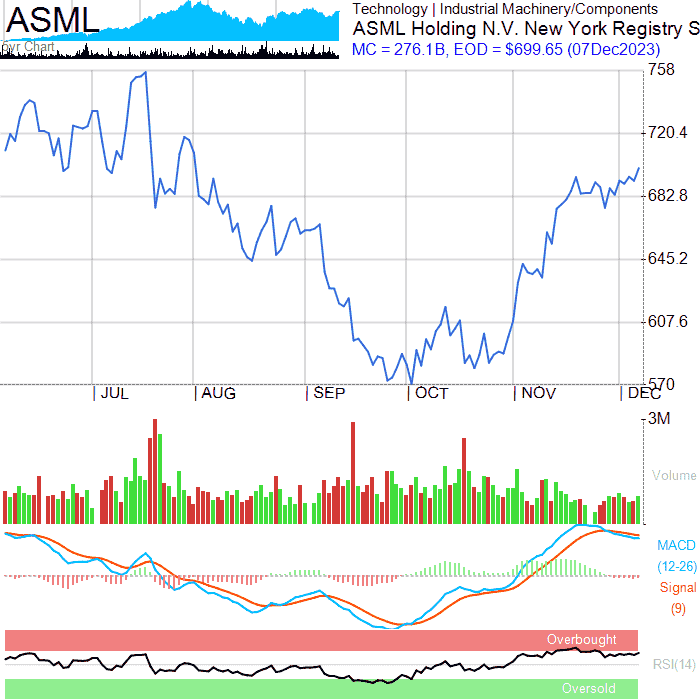 ASML
5yr Chart
Technology | Industrial Machinery/Components
ASML Holding N.V. New York Registry S
MC = 276.1B, EOD = $699.65 (07Dec2023)
758
720.4
682.8
645.2
607.6
570
JUL
AUG
SEP
OCT
NOV
DEC
3M
Volume
MACD
(12-26)
Signal
(9)
Overbought
RSI(14)
Oversold